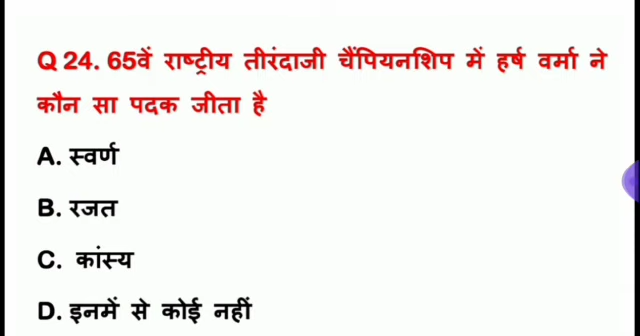 Q 24. 65वें राष्ट्रीय तीरंदाजी चैंपियनशिप में हर्ष वर्मा ने
कौन सा पदक जीता है
A. स्वर्ण
B. रजत
C. कांस्य
D. इनमें से कोई नहीं